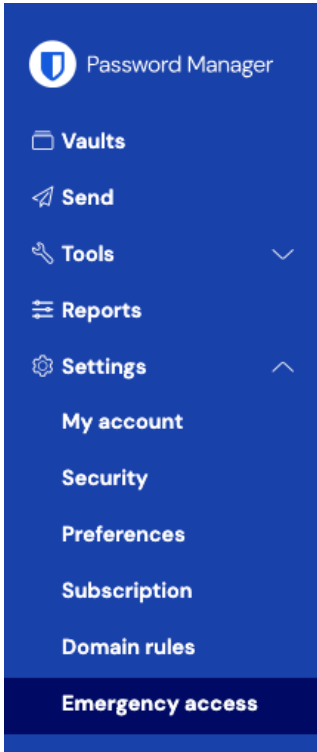 Password Manager
Vaults
Send
Tools
Reports
Settings
My account
Security
Preferences
Subscription
Domain rules
Emergency access